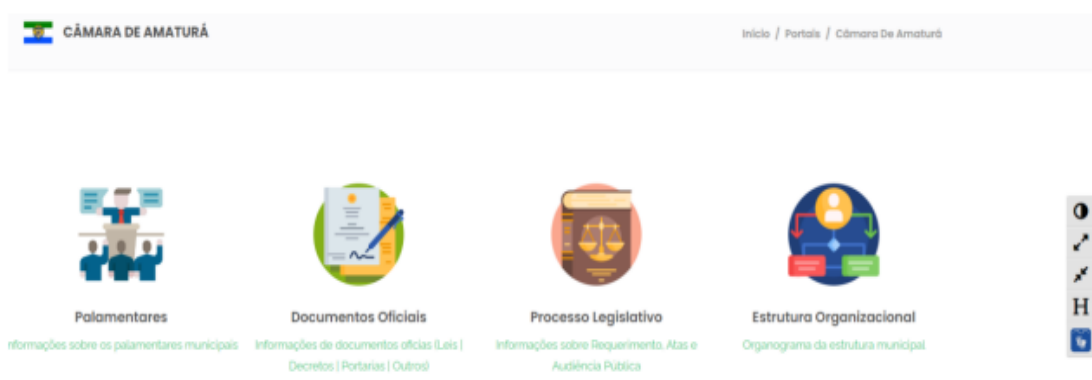 CÂMARA DE AMATURÁ
Início / Portais / Câmara De Amaturá
Palamentares
Documentos Oficiais
Processo Legislativo
Estrutura Organizacional
nformações sobre os palamentares municipais
Informações de documentos oficias (Leis |
Decretos | Portarias | Outros)
Informações sobre Requerimento, Atas e
Audiência Pública
Organograma da estrutura municipal
H